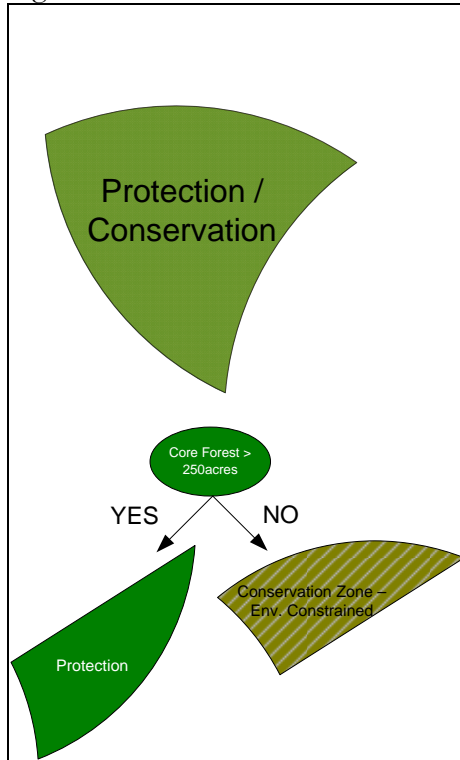 Protection /
Conservation
Core Forest >
250acres
YES
NO
Conservation Zone –
Env. Constrained
Protection